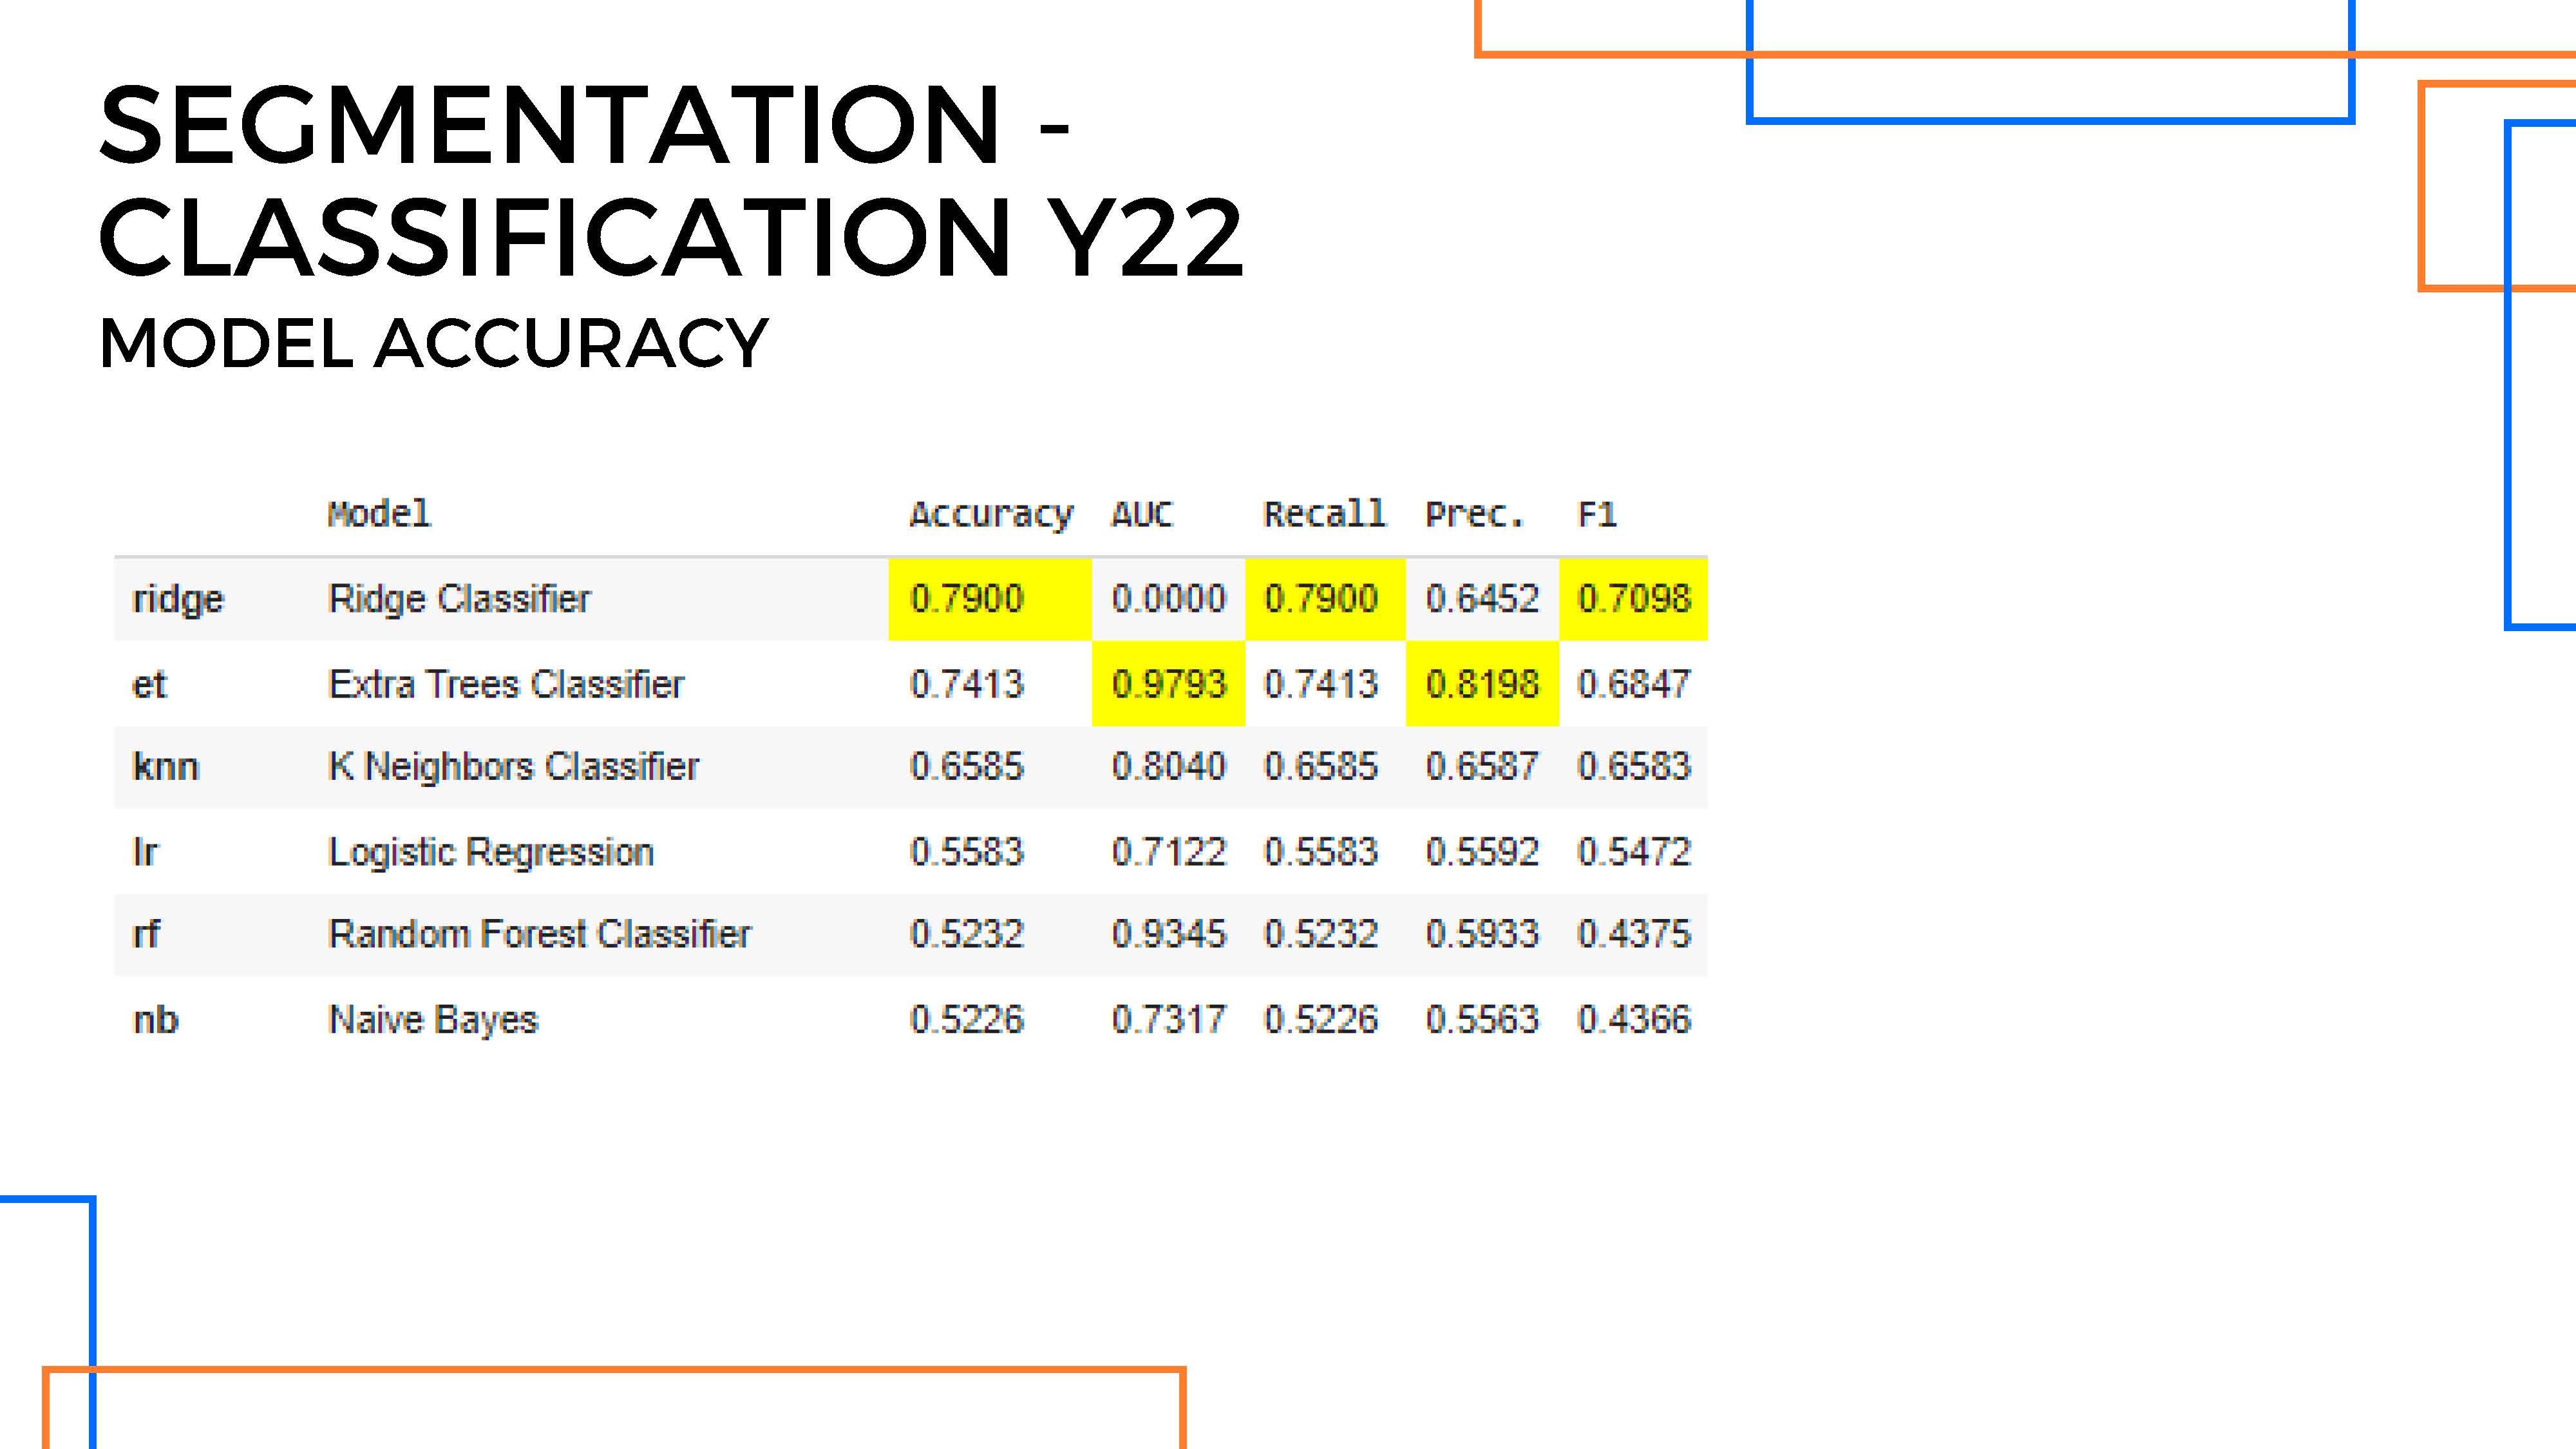 SEGMENTATION -
CLASSIFICATION Y22
MODEL ACCURACY
Model Accuracy AUC Recall Prec. F1
ridge Ridge Classifier 0.7900 0.0000 0.7900 0.6452 0.7098
et Extra Trees Classifier 0.7413 0.9793 0.7413 0.8198 0.6847
knn K Neighbors Classifier 0.6585 0.8040 0.6585 0.6587 0.6583
lr Logistic Regression 0.5583 0.7122 0.5583 0.5592 0.5472
rf Random Forest Classifier 0.5232 0.9345 0.5232 0.5933 0.4375
nb Naive Bayes 0.5226 0.7317 0.5226 0.5563 0.4366